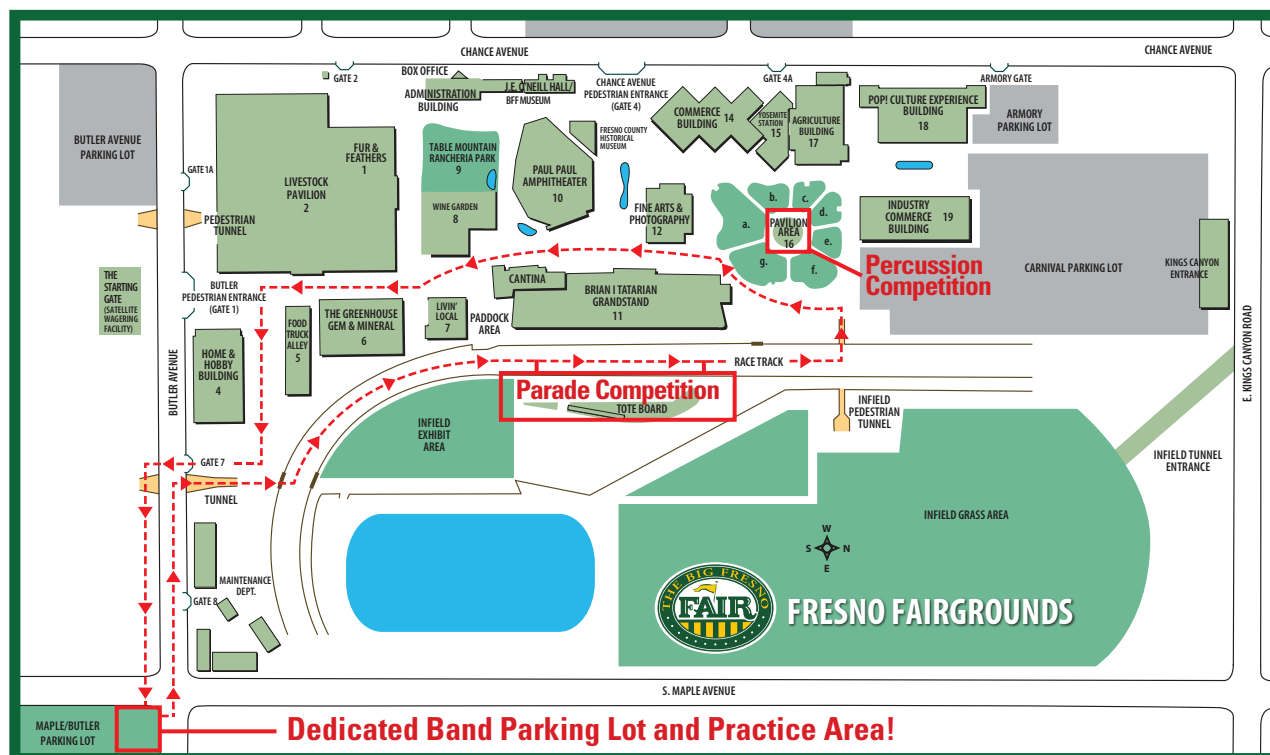 CHANCE AVENUE
CHANCE AVENUE
GATE 2
BOX OFFICE
ADMINISTRATION
BUILDING
J.E. O'NEILL HALL/
BFF MUSEUM
CHANCE AVENUE
PEDESTRIAN ENTRANCE
(GATE 4)
GATE 4A
ARMORY GATE
BUTLER AVENUE
PARKING LOT
GATE 1A
PEDESTRIAN
TUNNEL
FUR &
FEATHERS
1
LIVESTOCK
PAVILION
2
TABLE MOUNTAIN
RANCHERIA PARK
9
WINE GARDEN
8
PAUL PAUL
AMPHITHEATER
10
FRESNO COUNTY
HISTORICAL
MUSEUM
FINE ARTS &
PHOTOGRAPHY
12
COMMERCE
BUILDING 14
YOSEMITE
STATION
15
AGRICULTURE
BUILDING
17
POP! CULTURE EXPERIENCE
BUILDING
18
ARMORY
PARKING LOT
a.
b.
c.
d.
e.
f.
g.
PAVILION
AREA
16
INDUSTRY
COMMERCE 19
BUILDING
Percussion
Competition
CARNIVAL PARKING LOT
KINGS CANYON
ENTRANCE
E. KINGS CANYON ROAD
THE
STARTING
GATE
(SATELLITE
WAGERING
FACILITY)
BUTLER
PEDESTRIAN ENTRANCE
(GATE 1)
BUTLER AVENUE
HOME &
HOBBY
BUILDING
4
FOOD
TRUCK
ALLEY
5
THE GREENHOUSE
GEM & MINERAL
6
LIVIN'
LOCAL
7
PADDOCK
AREA
CANTINA
BRIAN I TATARIAN
GRANDSTAND
11
RACE TRACK
Parade Competition
TOTE BOARD
INFIELD
EXHIBIT
AREA
INFIELD
PEDESTRIAN
TUNNEL
INFIELD TUNNEL
ENTRANCE
GATE 7
TUNNEL
INFIELD GRASS AREA
W
S
N
E
MAINTENANCE
DEPT.
GATE 8
THE BIG FRESNO
FAIR
FRESNO FAIRGROUNDS
S. MAPLE AVENUE
MAPLE/BUTLER
PARKING LOT
Dedicated Band Parking Lot and Practice Area!